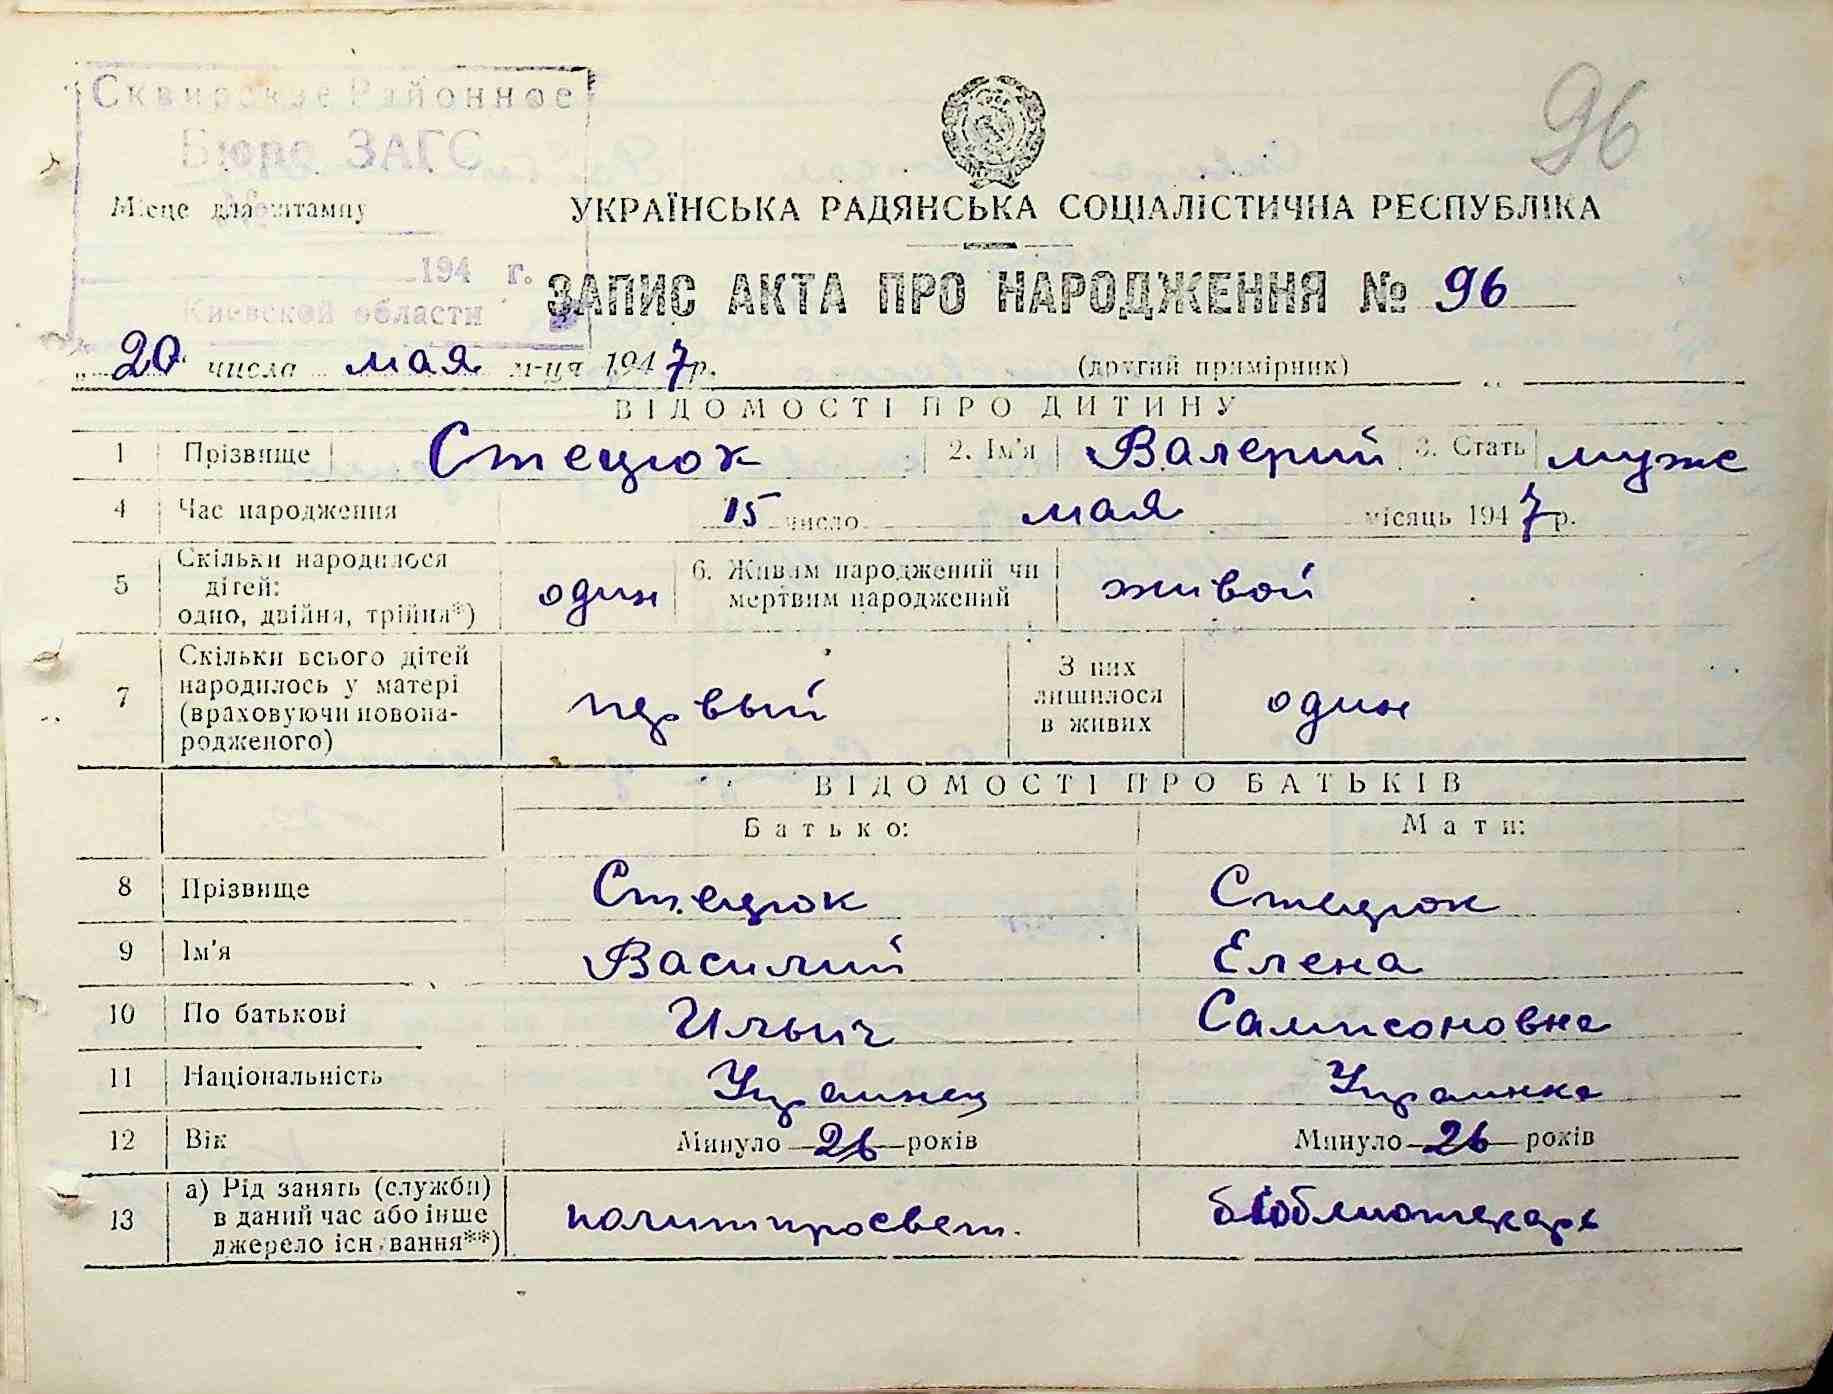 Сквирское Районное
Бюро ЗАГС
96
Місце для штампу
УКРАЇНСЬКА РАДЯНСЬКА СОЦІАЛІСТИЧНА РЕСПУБЛІКА
194 г.
Киевской области
ЗАПИС АКТА ПРО НАРОДЖЕННЯ № 96
„20 числа мая м-ця 1947 р. (другий примірник)
ВІДОМОСТІ ПРО ДИТИНУ
1 Прізвище Стецюк 2. Ім'я Валерий 3. Стать муже
4 Час народження 15 число мая місяць 1947 р.
5 Скільки народилося дітей: одно, двійня, трійня*) один 6. Живим народжений чи мертвим народжений живой
7 Скільки всього дітей народилось у матері (враховуючи новонародженого) первый З них лишилося в живих один
ВІДОМОСТІ ПРО БАТЬКІВ
Батько: Мати:
8 Прізвище Стецюк Стецюк
9 Ім'я Василий Елена
10 По батькові Ильич Сампсоновна
11 Національність Украинец Украинка
12 Вік Минуло 26 років Минуло 26 років
13 а) Рід занять (служби) в даний час або інше джерело існування**) политпросвет. библиотекарь